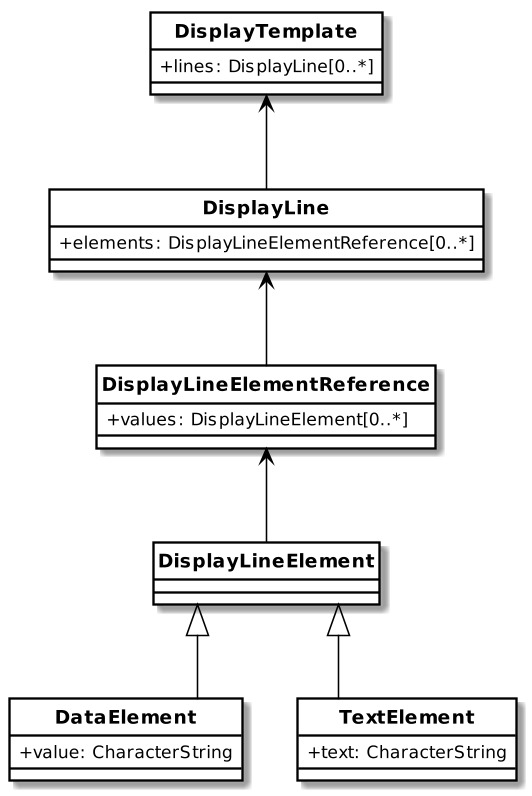 DisplayTemplate
+lines: DisplayLine[0..*]
DisplayLine
+elements: DisplayLineElementReference[0..*]
DisplayLineElementReference
+values: DisplayLineElement[0..*]
DisplayLineElement
DataElement
+value: CharacterString
TextElement
+text: CharacterString